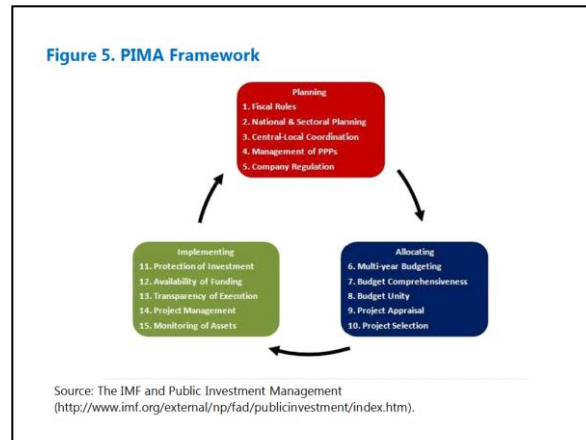 Figure 5. PIMA Framework
Planning
1. Fiscal Rules
2. National & Sectoral Planning
3. Central-Local Coordination
4. Management of PPPs
5. Company Regulation
Implementing
11. Protection of Investment
12. Availability of Funding
13. Transparency of Execution
14. Project Management
15. Monitoring of Assets
Allocating
6. Multi-year Budgeting
7. Budget Comprehensiveness
8. Budget Unity
9. Project Appraisal
10. Project Selection
Source: The IMF and Public Investment Management
(http://www.imf.org/external/np/fad/publicinvestment/index.htm).